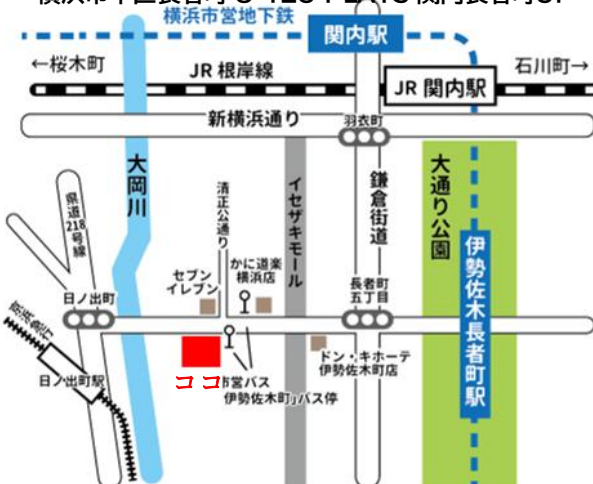 横浜市営地下鉄
関内駅
←桜木町
JR 根岸線
石川町→
JR 関内駅
新横浜通り
羽衣町
大岡川
県道218号線
清正公通り
イセザキモール
鎌倉街道
大通り公園
セブン
イレブン
かに道楽
横浜店
長者町
五丁目
日ノ出町
伊勢佐木長者町駅
京浜急行
日ノ出町駅
ココ
市営バス
伊勢佐木町」バス停
ドン・キホーテ
伊勢佐木町店